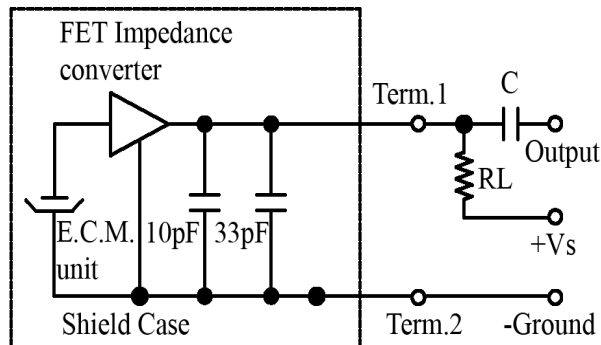 FET Impedance
converter
Term.1
C
Output
RL
+Vs
E.C.M.
unit
10pF
33pF
Shield Case
Term.2
-Ground